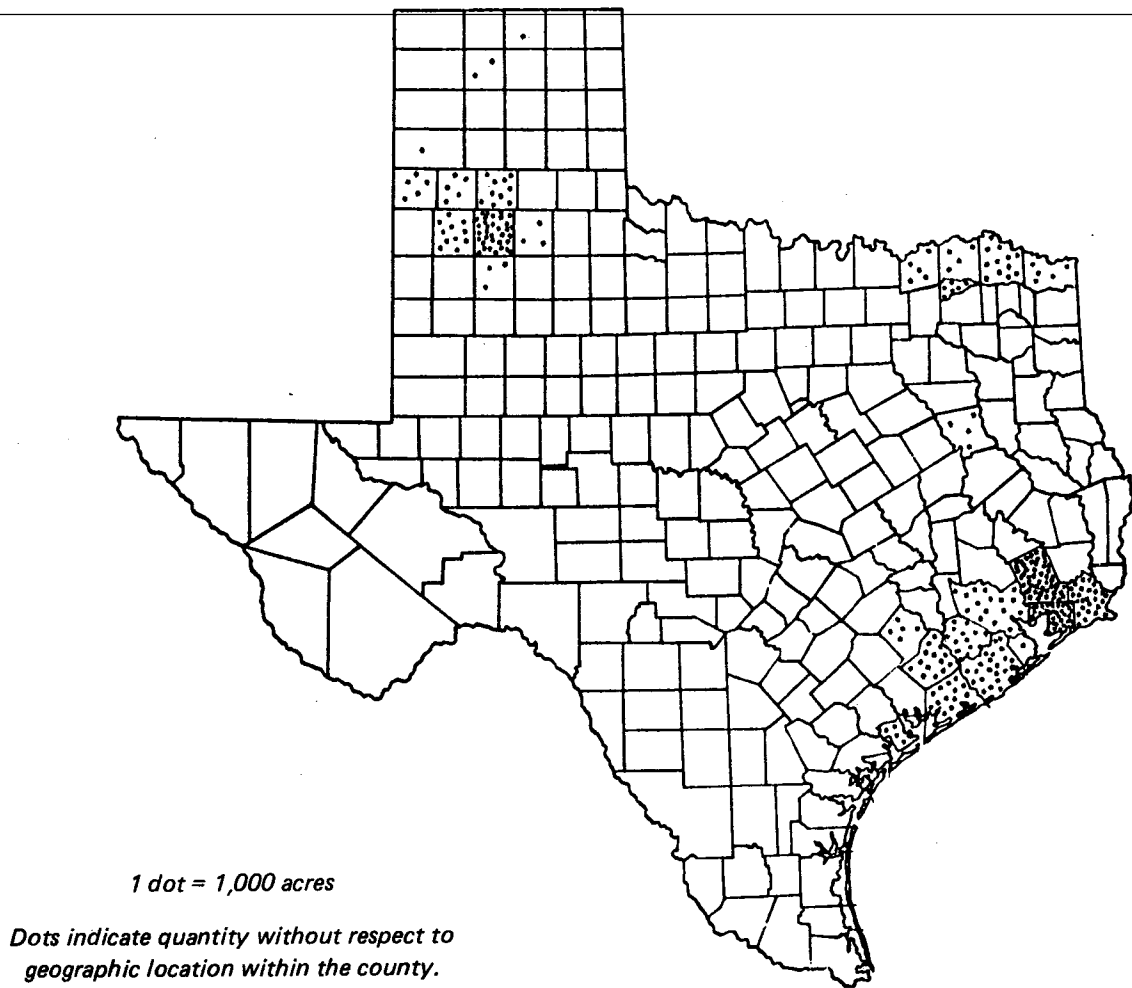 1 dot = 1,000 acres
Dots indicate quantity without respect to
geographic location within the county.